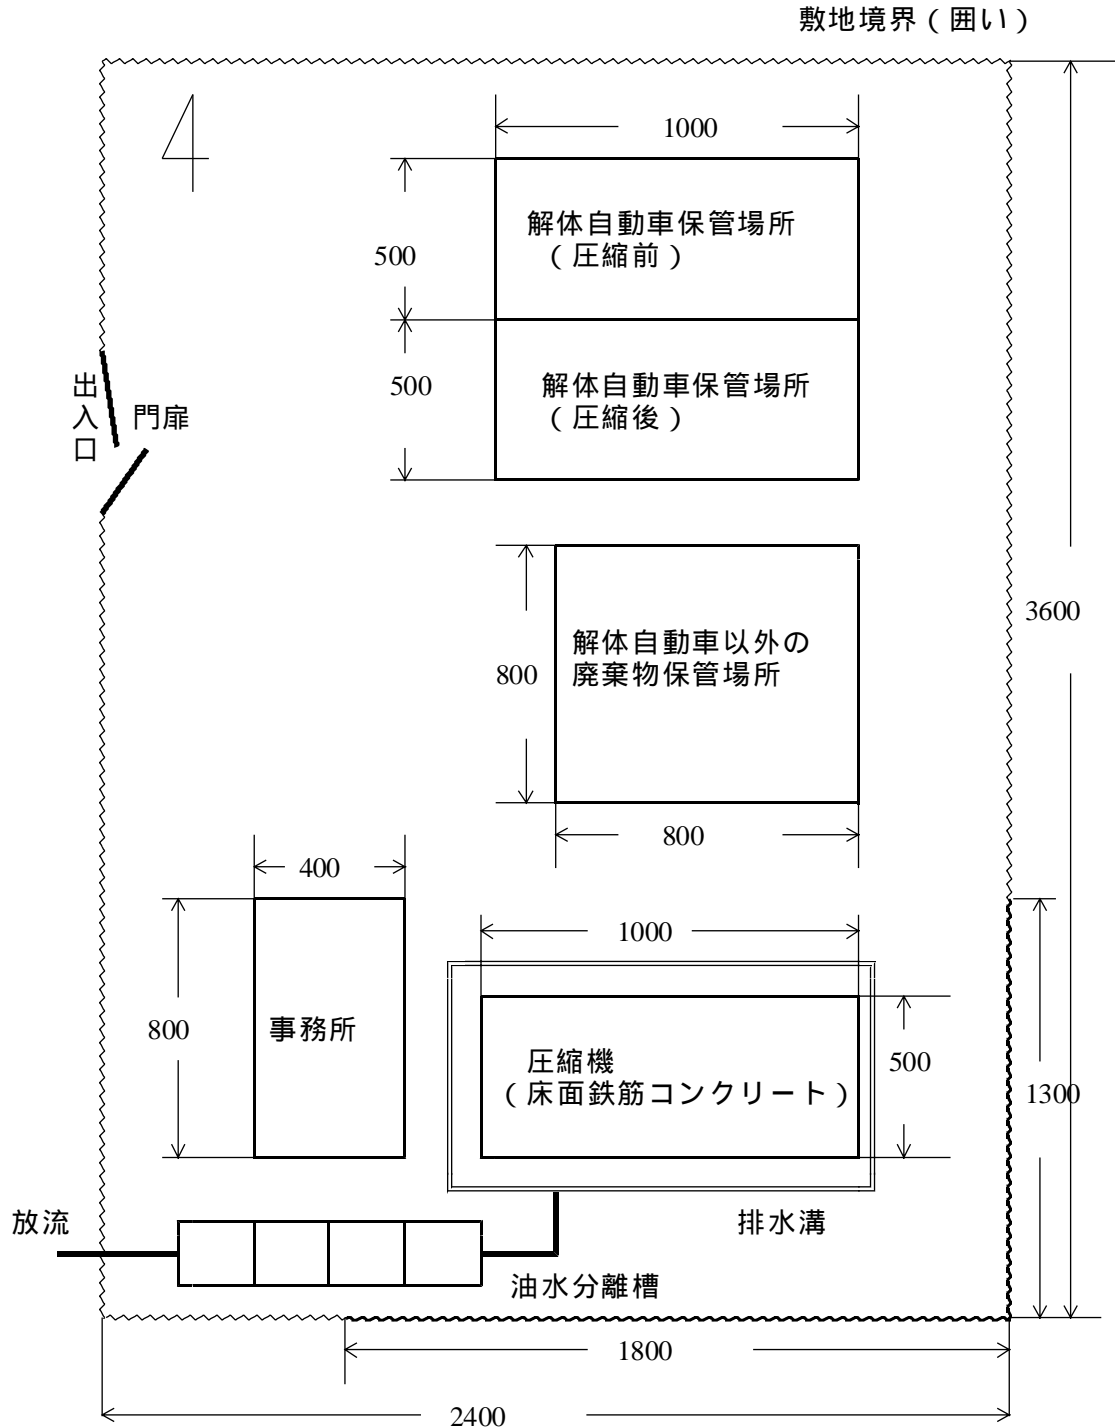 敷地境界（囲い）
1000
解体自動車保管場所
（圧縮前）
500
解体自動車保管場所
（圧縮後）
500
出入口
門扉
3600
解体自動車以外の
廃棄物保管場所
800
800
400
1000
事務所
800
圧縮機
（床面鉄筋コンクリート）
500
1300
放流
排水溝
油水分離槽
1800
2400